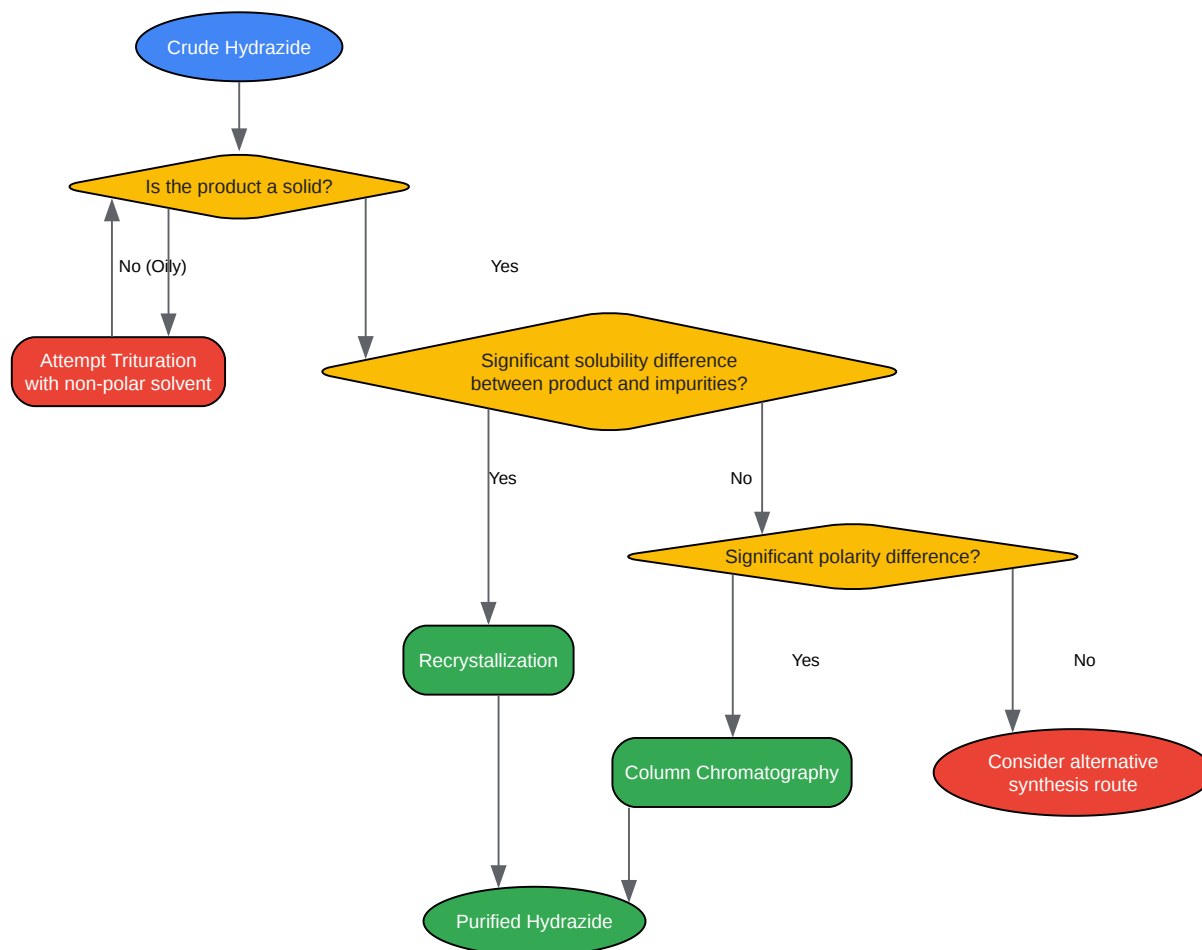 Crude Hydrazide
Is the product a solid?
No (Oily)
Yes
Attempt Trituration
with non-polar solvent
Significant solubility difference
between product and impurities?
Yes
No
Significant polarity difference?
Recrystallization
Yes
No
Column Chromatography
Consider alternative
synthesis route
Purified Hydrazide